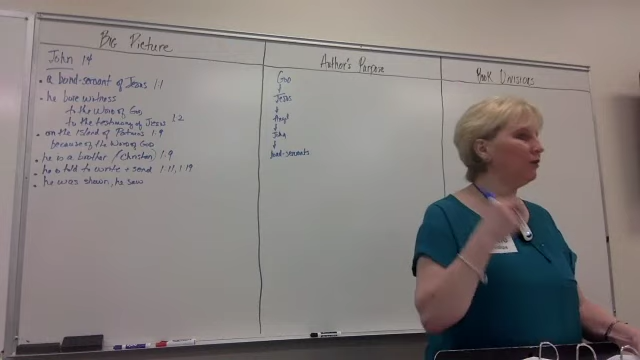 Big Picture
Author's Purpose
Book Divisions
John 1:4
• a bond-servant of Jesus 1:1
• he bore witness
to the Word of God
to the testimony of Jesus 1:2
• on the Island of Patmos 1:9
because of the Word of God
• he is a brother / (Christian) 1:9
• he is told to write + send 1:11, 1:19
• he was shown, he saw
God
Jesus
Angel
John
bond-servants